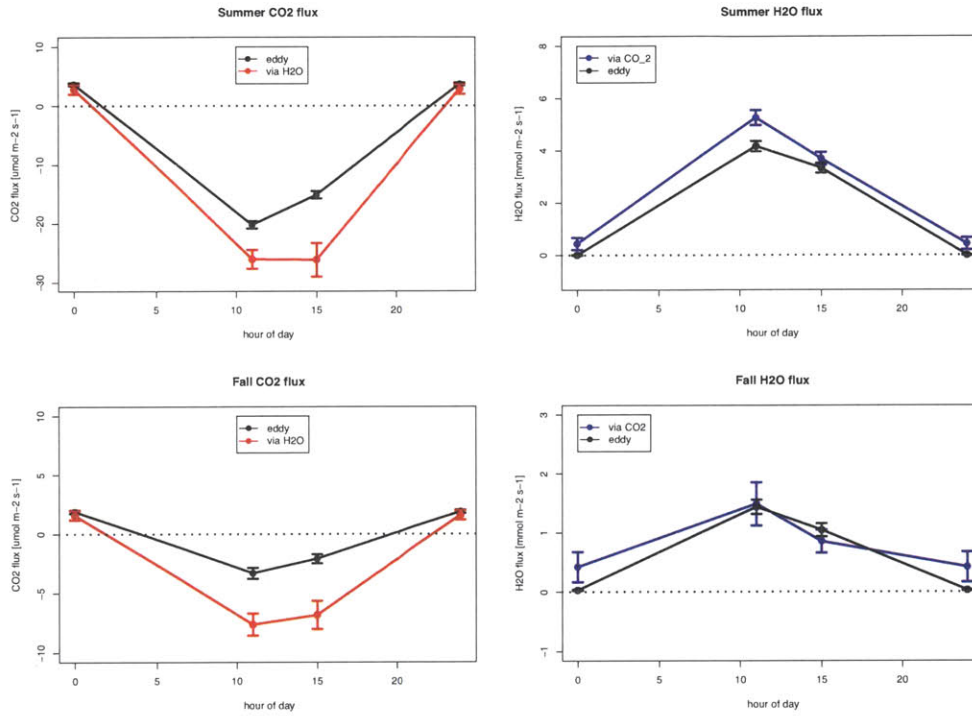 Summer CO2 flux
eddy
via H2O
CO2 flux [umol m−2 s−1]
10
0
−10
−20
−30
0
5
10
15
20
hour of day
Summer H2O flux
via CO_2
eddy
H2O flux [mmol m−2 s−1]
8
6
4
2
0
0
5
10
15
20
hour of day
Fall CO2 flux
eddy
via H2O
CO2 flux [umol m−2 s−1]
10
5
0
−5
−10
0
5
10
15
20
hour of day
Fall H2O flux
via CO2
eddy
H2O flux [mmol m−2 s−1]
3
2
1
0
−1
0
5
10
15
20
hour of day